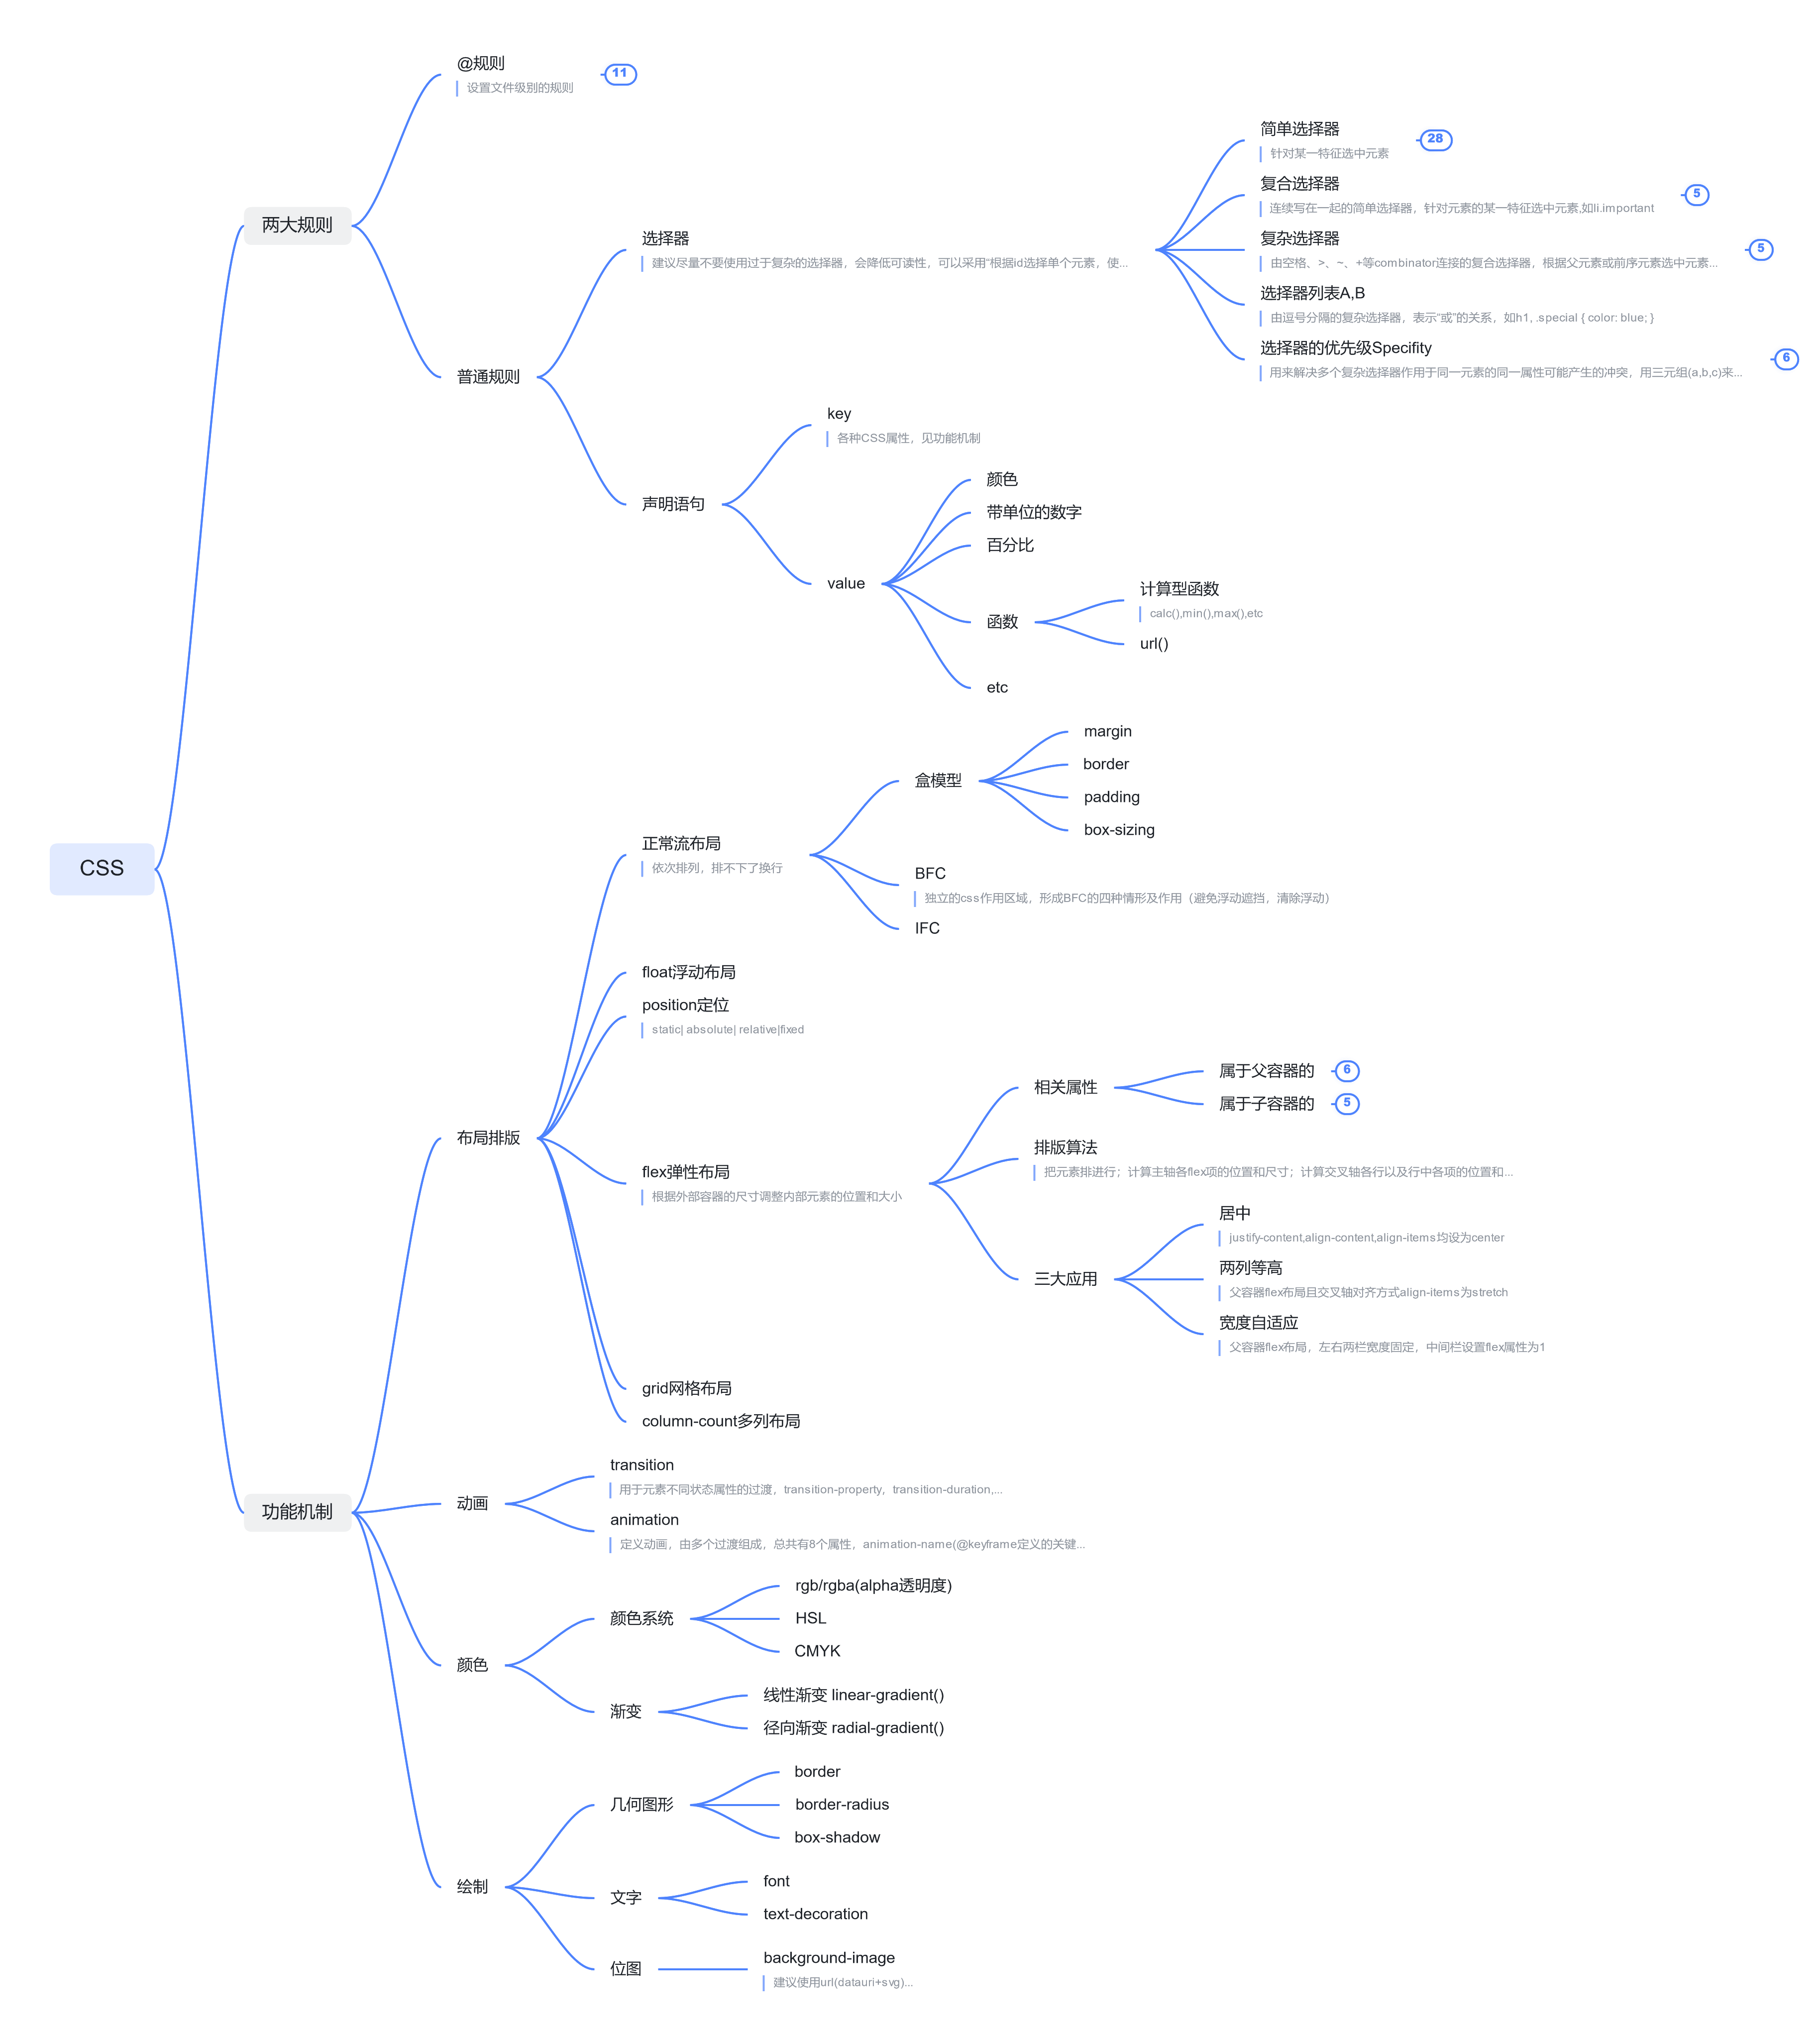 @规则
设置文件级别的规则
11
简单选择器
针对某一特征选中元素
28
复合选择器
连续写在一起的简单选择器，针对元素的某一特征选中元素,如li.important
5
两大规则
选择器
建议尽量不要使用过于复杂的选择器，会降低可读性，可以采用“根据id选择单个元素，使...
复杂选择器
由空格、>、~、+等combinator连接的复合选择器，根据父元素或前序元素选中元素...
5
选择器列表A,B
由逗号分隔的复杂选择器，表示“或”的关系，如h1, .special { color: blue; }
选择器的优先级Specifity
用来解决多个复杂选择器作用于同一元素的同一属性可能产生的冲突，用三元组(a,b,c)来...
6
普通规则
key
各种CSS属性，见功能机制
声明语句
颜色
带单位的数字
百分比
value
函数
计算型函数
calc(),min(),max(),etc
url()
etc
CSS
正常流布局
依次排列，排不下了换行
盒模型
margin
border
padding
box-sizing
BFC
独立的css作用区域，形成BFC的四种情形及作用（避免浮动遮挡，清除浮动）
IFC
float浮动布局
position定位
static| absolute| relative|fixed
布局排版
flex弹性布局
根据外部容器的尺寸调整内部元素的位置和大小
相关属性
属于父容器的
6
属于子容器的
5
排版算法
把元素排进行；计算主轴各flex项的位置和尺寸；计算交叉轴各行以及行中各项的位置和...
三大应用
居中
justify-content,align-content,align-items均设为center
两列等高
父容器flex布局且交叉轴对齐方式align-items为stretch
宽度自适应
父容器flex布局，左右两栏宽度固定，中间栏设置flex属性为1
grid网格布局
column-count多列布局
功能机制
动画
transition
用于元素不同状态属性的过渡，transition-property，transition-duration,...
animation
定义动画，由多个过渡组成，总共有8个属性，animation-name(@keyframe定义的关键...
颜色
颜色系统
rgb/rgba(alpha透明度)
HSL
CMYK
渐变
线性渐变 linear-gradient()
径向渐变 radial-gradient()
绘制
几何图形
border
border-radius
box-shadow
文字
font
text-decoration
位图
background-image
建议使用url(datauri+svg)...